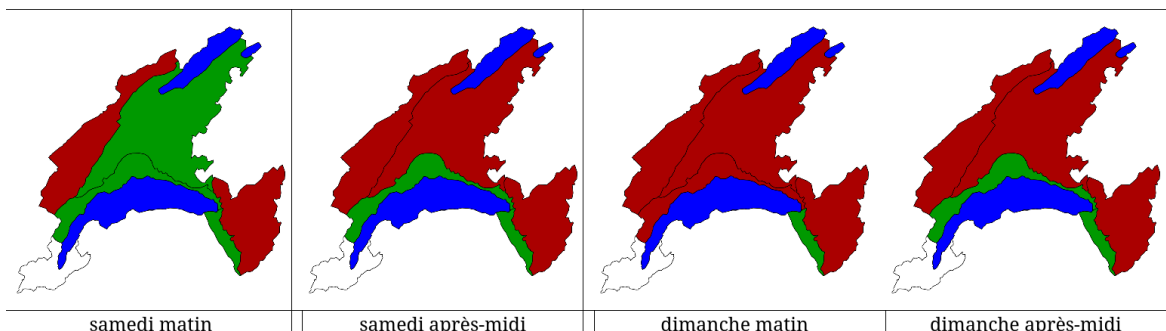 samedi matin
samedi après-midi
dimanche matin
dimanche après-midi